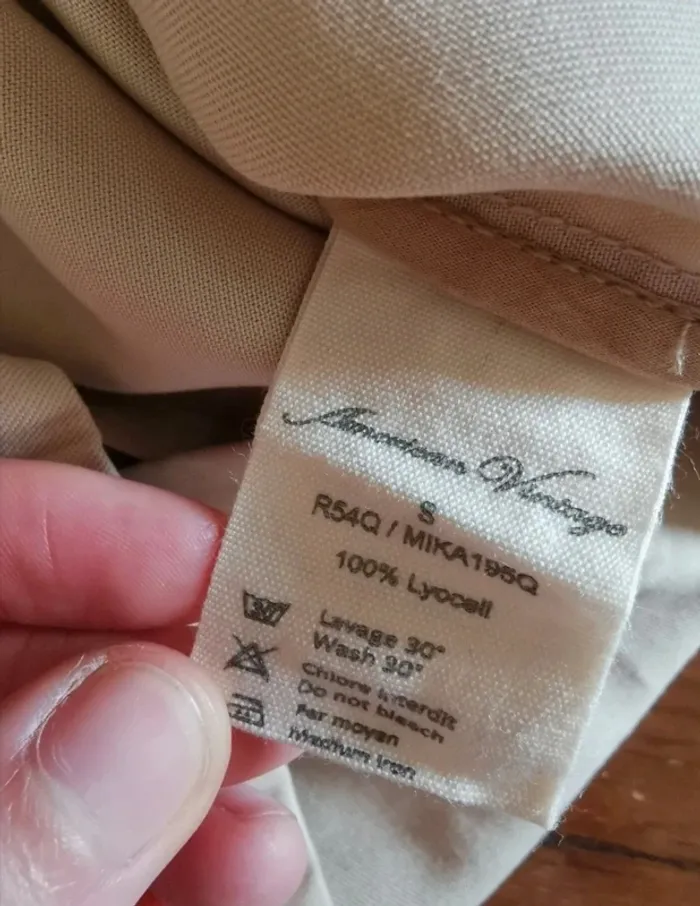 American Vintage
S
R54Q / MIKA195Q
100% Lyocell
30°
Lavage 30°
Wash 30°
Chlore interdit
Do not bleach
Fer moyen
Medium iron